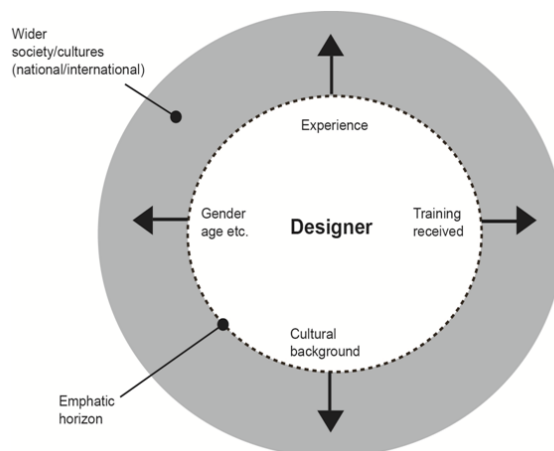 Wider
society/cultures
(national/international)
Experience
Gender
age etc.
Designer
Training
received
Cultural
background
Emphatic
horizon